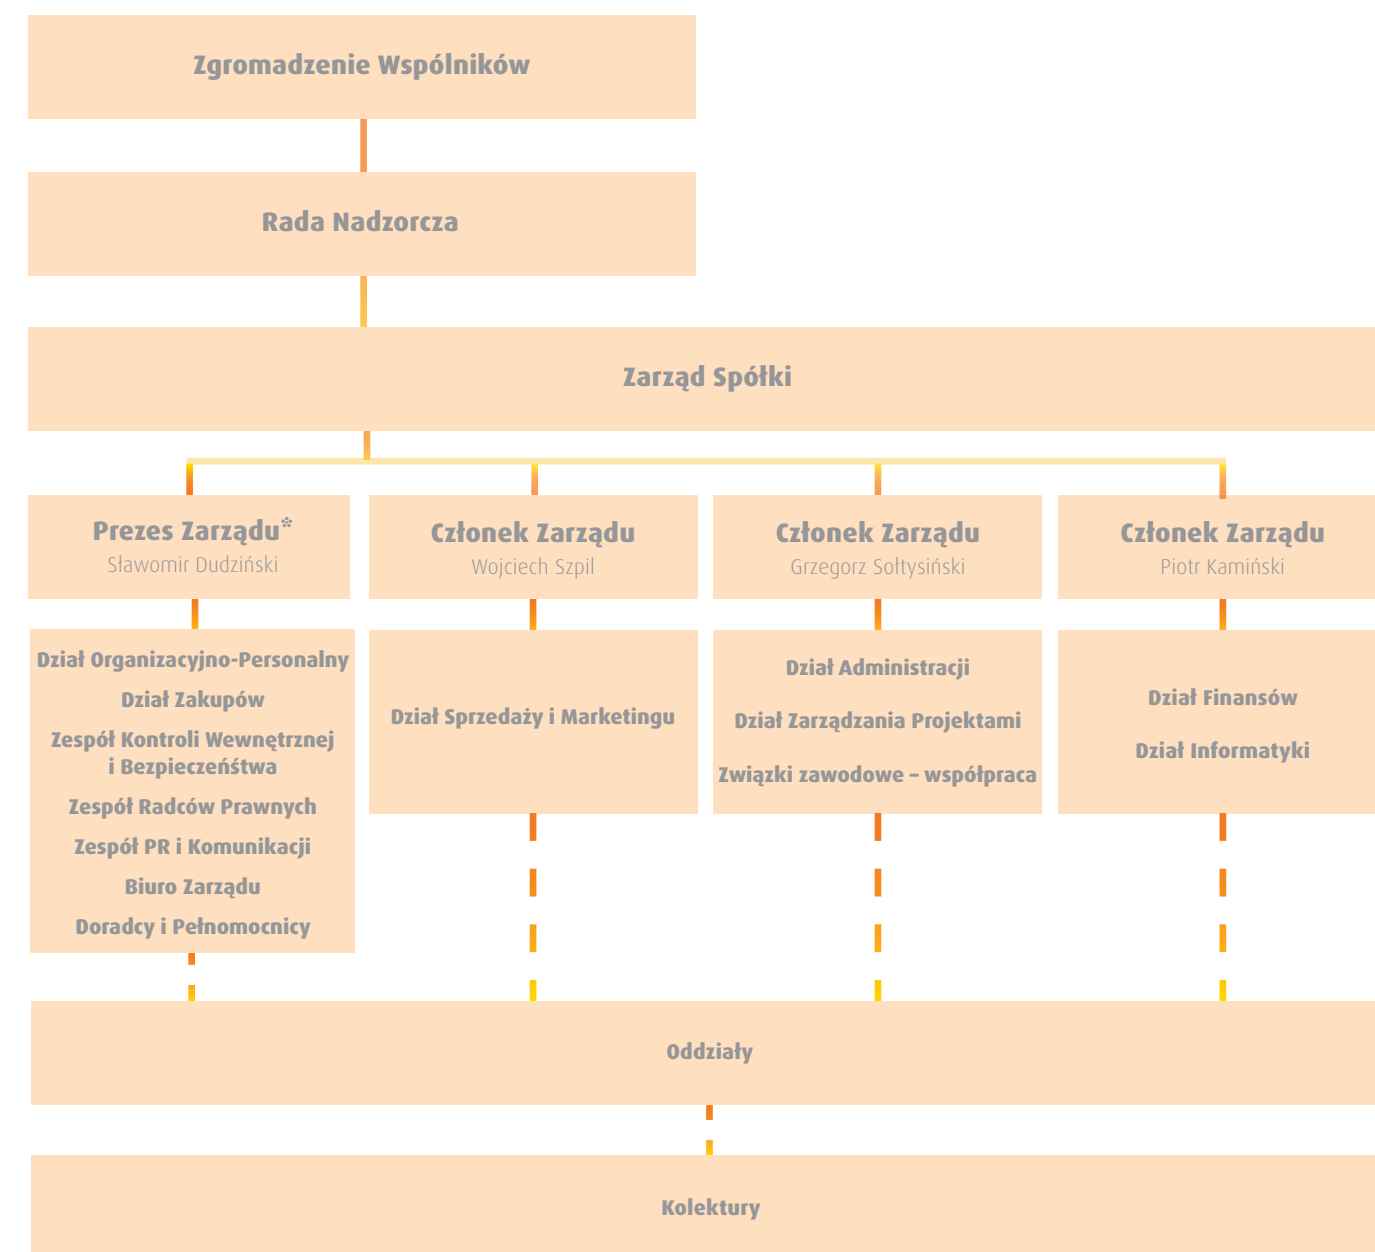 Zgromadzenie Wspólników
Rada Nadzorcza
Zarząd Spółki
Prezes Zarządu*
Sławomir Dudziński
Członek Zarządu
Wojciech Szpil
Członek Zarządu
Grzegorz Sołtysiński
Członek Zarządu
Piotr Kamiński
Dział Organizacyjno-Personalny
Dział Zakupów
Zespół Kontroli Wewnętrznej
i Bezpieczeńśtwa
Zespół Radców Prawnych
Zespół PR i Komunikacji
Biuro Zarządu
Doradcy i Pełnomocnicy
Dział Sprzedaży i Marketingu
Dział Administracji
Dział Zarządzania Projektami
Związki zawodowe – współpraca
Dział Finansów
Dział Informatyki
Oddziały
Kolektury